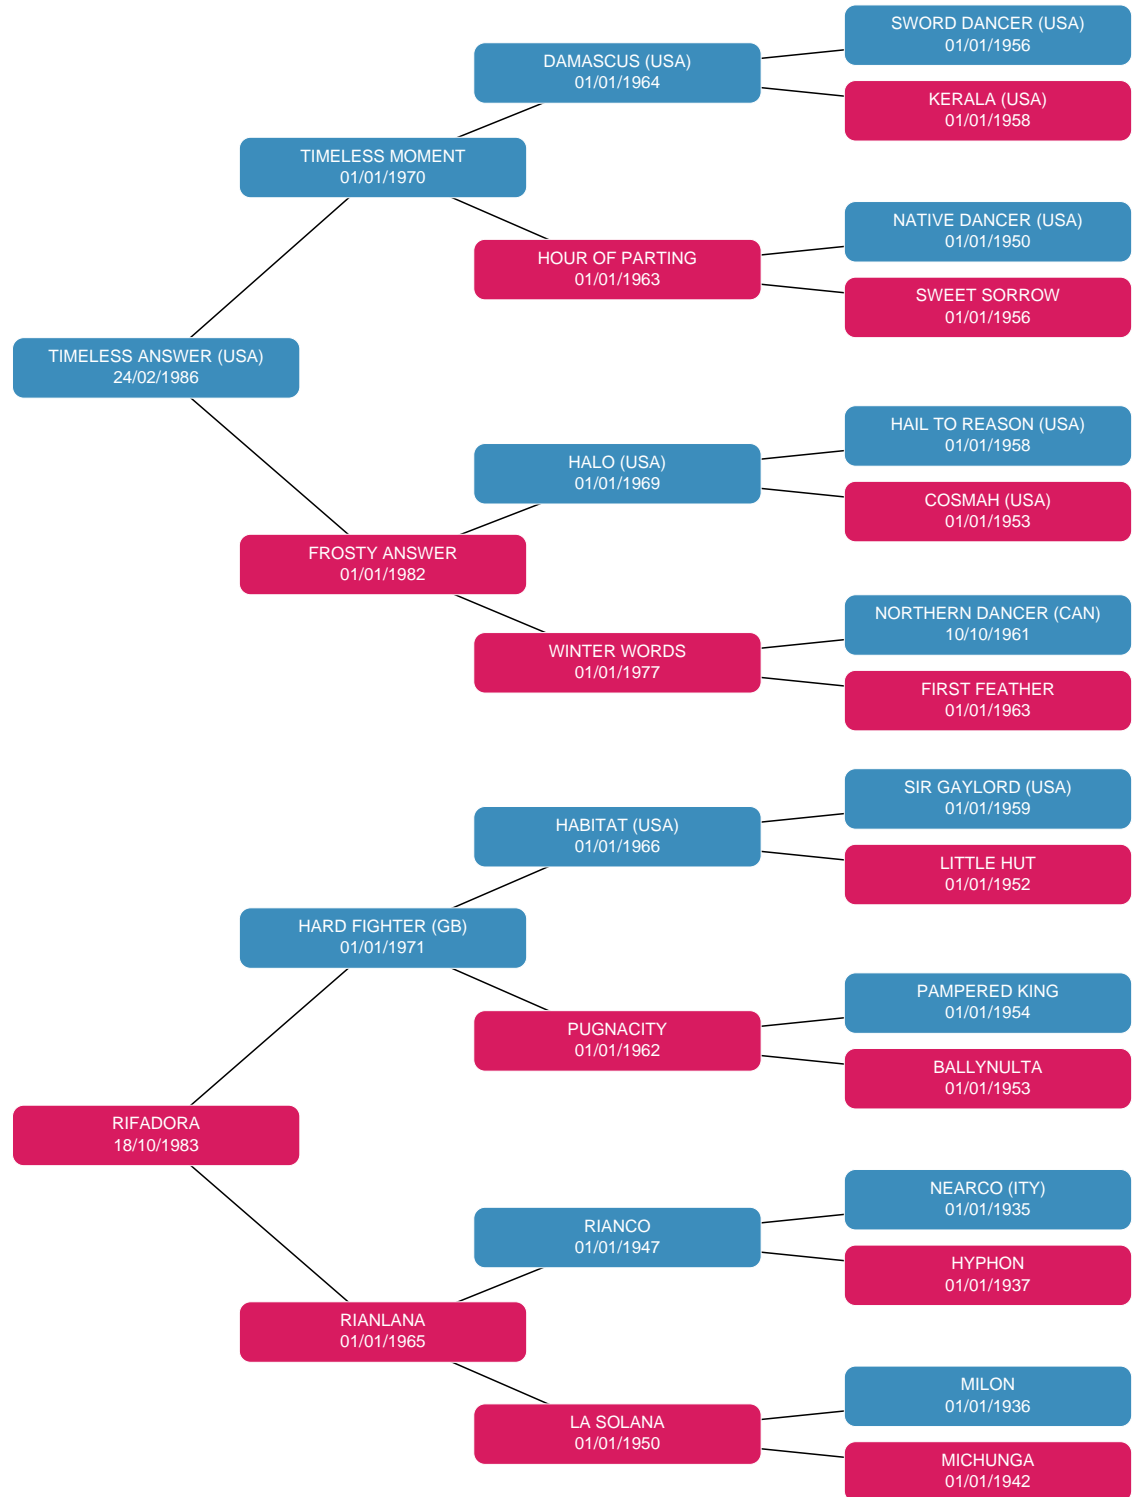 SWORD DANCER (USA)
01/01/1956
DAMASCUS (USA)
01/01/1964
KERALA (USA)
01/01/1958
TIMELESS MOMENT
01/01/1970
NATIVE DANCER (USA)
01/01/1950
HOUR OF PARTING
01/01/1963
SWEET SORROW
01/01/1956
TIMELESS ANSWER (USA)
24/02/1986
HAIL TO REASON (USA)
01/01/1958
HALO (USA)
01/01/1969
COSMAH (USA)
01/01/1953
FROSTY ANSWER
01/01/1982
NORTHERN DANCER (CAN)
10/10/1961
WINTER WORDS
01/01/1977
FIRST FEATHER
01/01/1963
SIR GAYLORD (USA)
01/01/1959
HABITAT (USA)
01/01/1966
LITTLE HUT
01/01/1952
HARD FIGHTER (GB)
01/01/1971
PAMPERED KING
01/01/1954
PUGNACITY
01/01/1962
BALLYNULTA
01/01/1953
RIFADORA
18/10/1983
NEARCO (ITY)
01/01/1935
RIANCO
01/01/1947
HYPHON
01/01/1937
RIANLANA
01/01/1965
MILON
01/01/1936
LA SOLANA
01/01/1950
MICHUNGA
01/01/1942